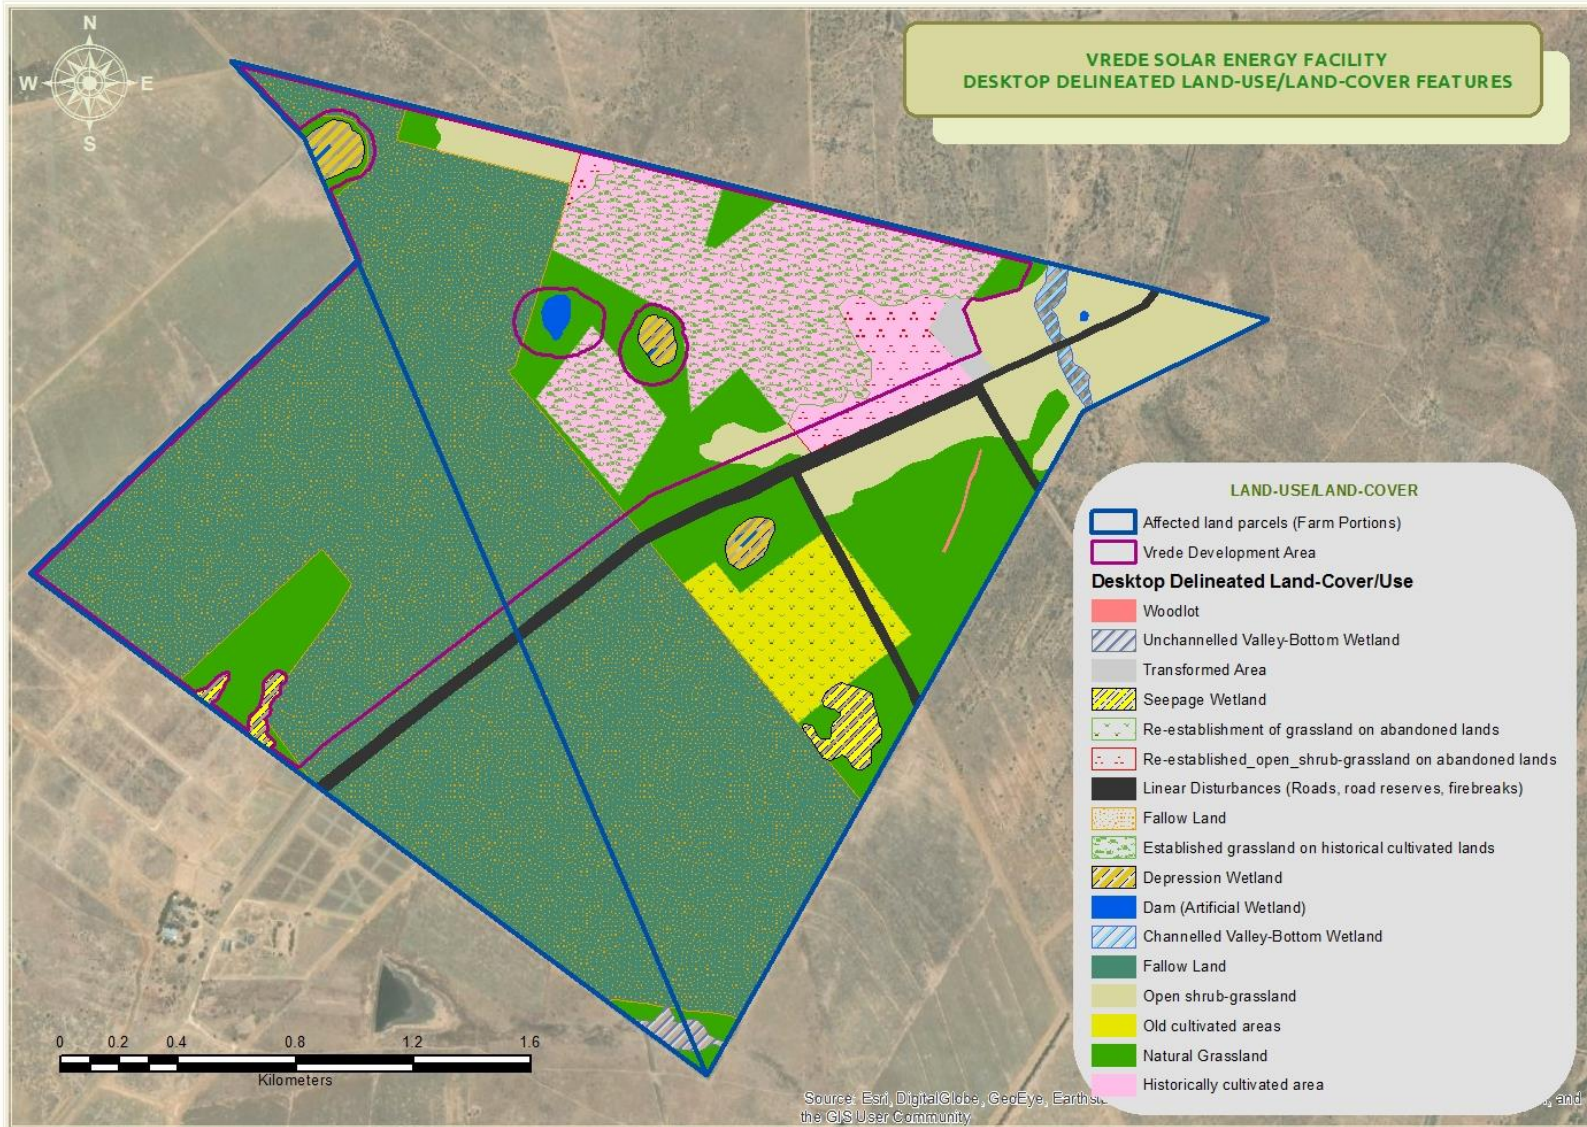 N
W E
S
VREDE SOLAR ENERGY FACILITY
DESKTOP DELINEATED LAND-USE/LAND-COVER FEATURES
LAND-USE/LAND-COVER
Affected land parcels (Farm Portions)
Vrede Development Area
Desktop Delineated Land-Cover/Use
Woodlot
Unchannelled Valley-Bottom Wetland
Transformed Area
Seepage Wetland
Re-establishment of grassland on abandoned lands
Re-established_open_shrub-grassland on abandoned lands
Linear Disturbances (Roads, road reserves, firebreaks)
Fallow Land
Established grassland on historical cultivated lands
Depression Wetland
Dam (Artificial Wetland)
Channelled Valley-Bottom Wetland
Fallow Land
Open shrub-grassland
Old cultivated areas
Natural Grassland
Historically cultivated area
0 0.2 0.4 0.8 1.2 1.6
Kilometers
Source: Esri, DigitalGlobe, GeoEye, and
the GIS User Community